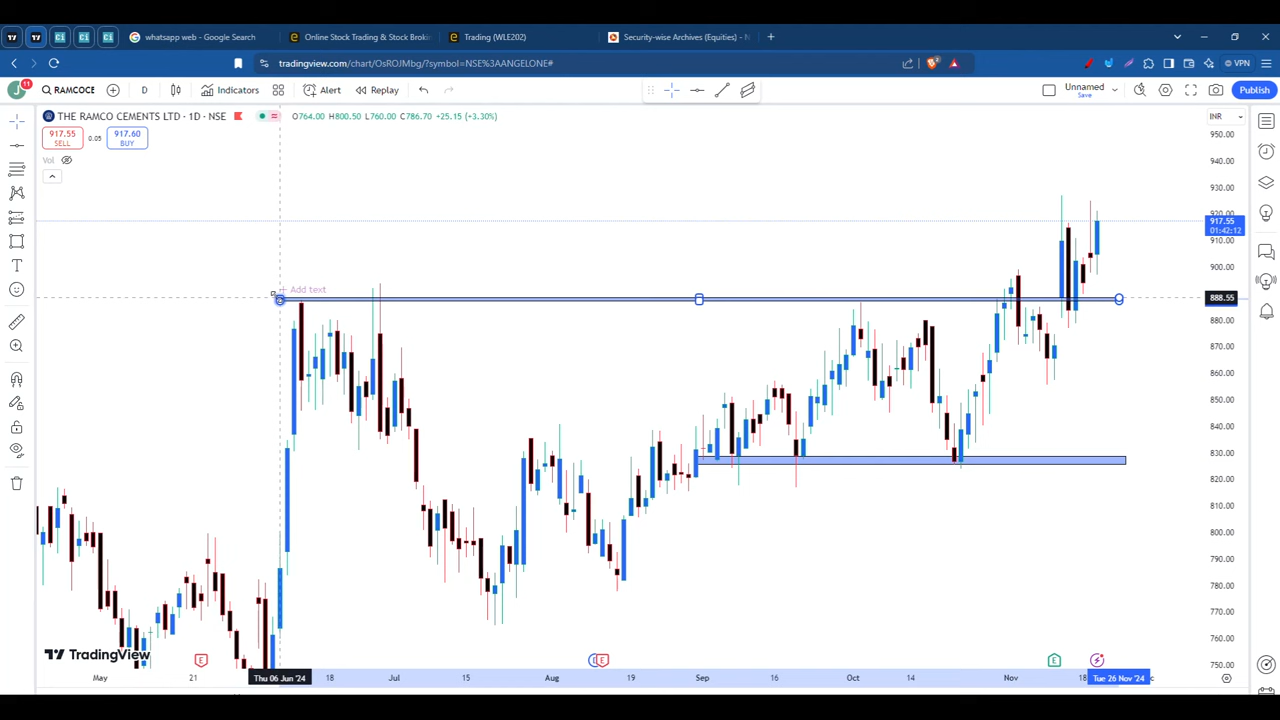 whatsapp web - Google Search
Online Stock Trading & Stock Brokin
Trading (WLE202)
Security-wise Archives (Equities) - N
tradingview.com/chart/OsROJMbg/?symbol=NSE%3AANGELONE#
VPN
J
11
RAMCOCE
D
Indicators
Alert
Replay
Unnamed
Save
Publish
THE RAMCO CEMENTS LTD · 1D · NSE
O764.00 H800.50 L760.00 C786.70 +25.15 (+3.30%)
INR
917.55
SELL
0.05
917.60
BUY
Vol
950.00
940.00
930.00
920.00
917.55
01:42:12
910.00
900.00
+ Add text
888.55
880.00
870.00
860.00
850.00
840.00
830.00
820.00
810.00
800.00
790.00
780.00
770.00
760.00
750.00
TradingView
E
E
E
May
21
Thu 06 Jun '24
18
Jul
15
Aug
19
Sep
16
Oct
14
Nov
18
Tue 26 Nov '24